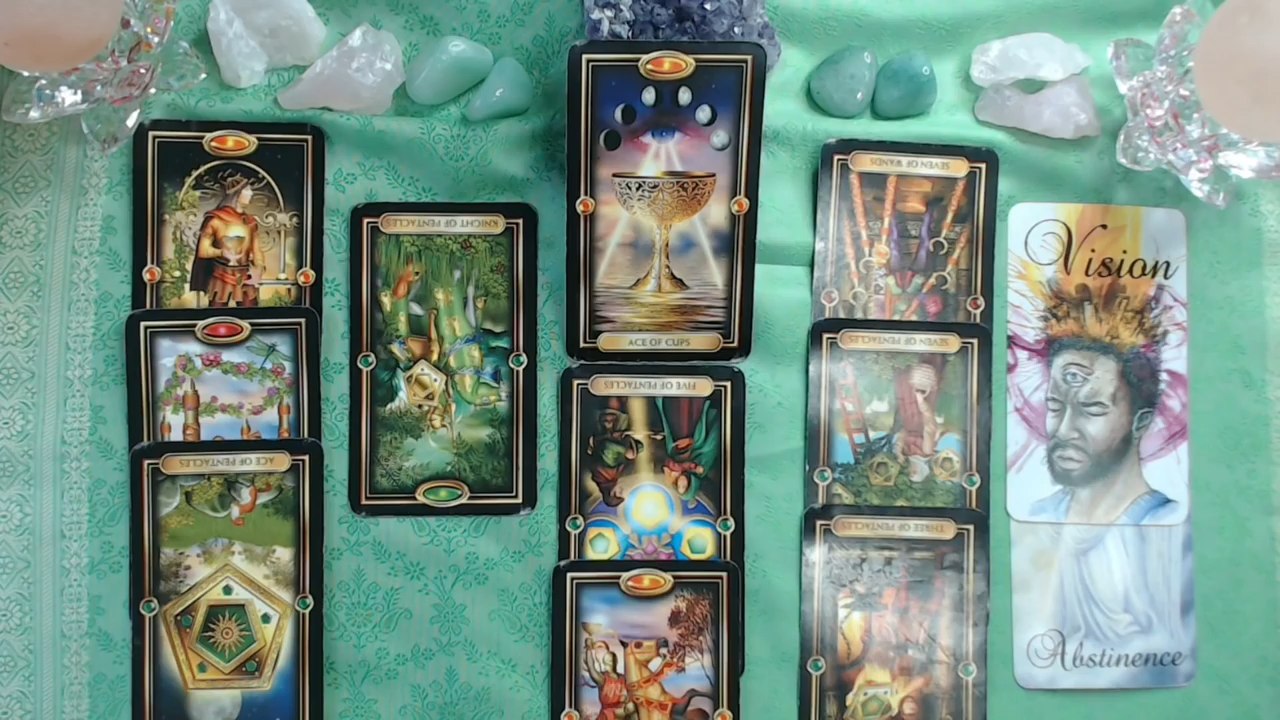 KNIGHT OF PENTACLES
ACE OF PENTACLES
ACE OF CUPS
FIVE OF PENTACLES
SEVEN OF WANDS
SEVEN OF PENTACLES
THREE OF PENTACLES
Vision
Abstinence